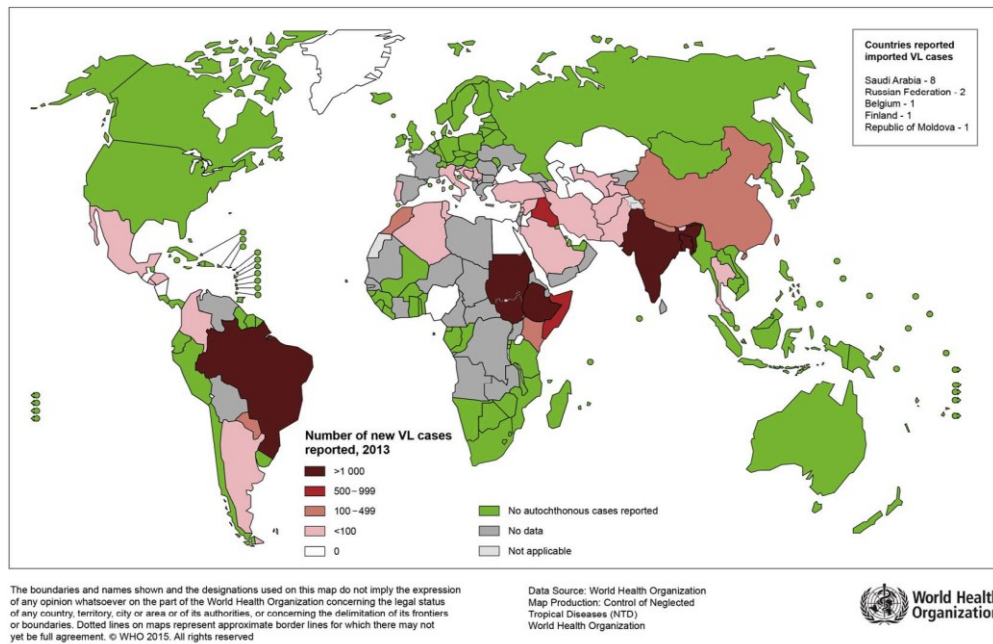 Countries reported
imported VL cases
Saudi Arabia - 8
Russian Federation - 2
Belgium - 1
Finland - 1
Republic of Moldova - 1
Number of new VL cases
reported, 2013
>1 000
500–999
100–499
<100
0
No autochthonous cases reported
No data
Not applicable
The boundaries and names shown and the designations used on this map do not imply the expression
of any opinion whatsoever on the part of the World Health Organization concerning the legal status
of any country, territory, city or area or of its authorities, or concerning the delimitation of its frontiers
or boundaries. Dotted lines on maps represent approximate border lines for which there may not
yet be full agreement. © WHO 2015. All rights reserved
Data Source: World Health Organization
Map Production: Control of Neglected
Tropical Diseases (NTD)
World Health Organization
World Health
Organization